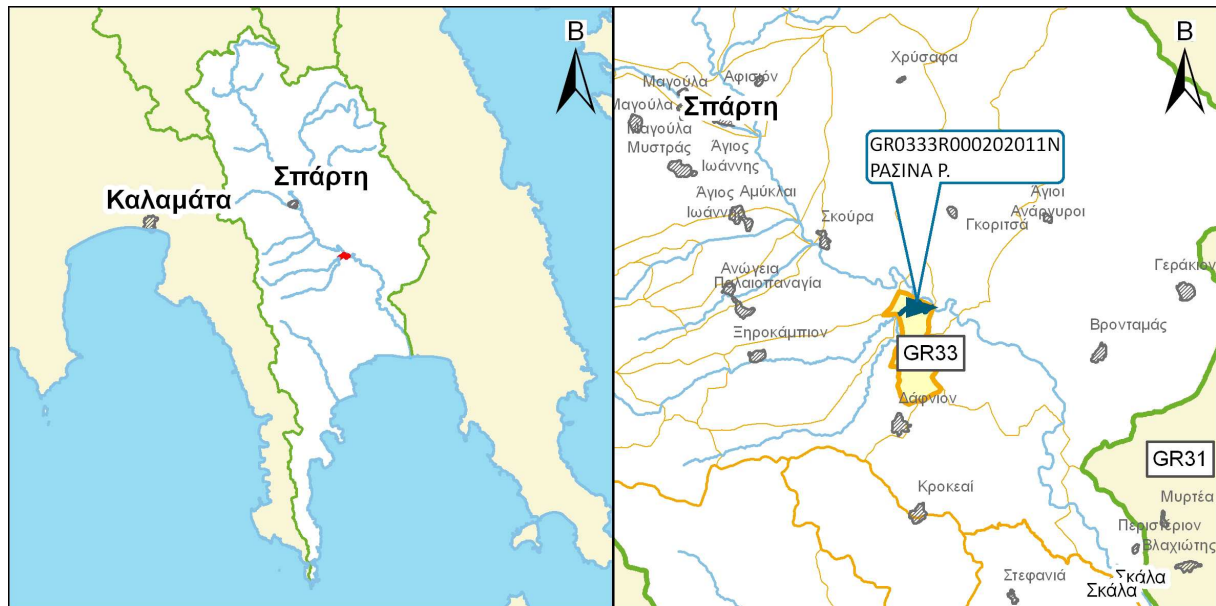 B
Σπάρτη
Καλαμάτα
B
Χρύσαφα
Αφισιόν
Μαγούλα
Σπάρτη
Μαγούλα
Μαγούλα
Μυστράς
Άγιος
Ιωάννης
GR0333R000202011N
ΡΑΣΙΝΑ Ρ.
Άγιοι
Ανάργυροι
Γκοριτσά
Άγιος
Ιωάννης
Αμύκλαι
Σκούρα
Ανώγεια
Παλαιοπαναγία
Γεράκιον
Ξηροκάμπιον
Βρονταμάς
GR33
Δάφνιον
GR31
Κροκεαί
Μυρτέα
Περιστέριον
Βλαχιώτης
Στεφανιά
Σκάλα
Σκάλα